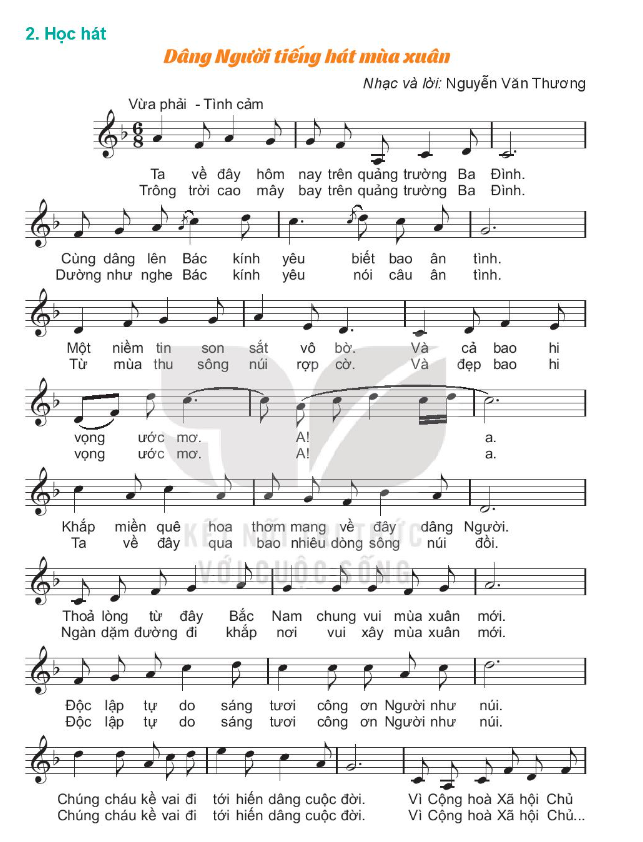 2. Học hát
Dâng Người tiếng hát mùa xuân
Nhạc và lời: Nguyễn Văn Thương
Vừa phải - Tình cảm
6
8
Ta về đây hôm nay trên quảng trường Ba Đình.
Trông trời cao mây bay trên quảng trường Ba Đình.
Cùng dâng lên Bác kính yêu biết bao ân tình.
Dường như nghe Bác kính yêu nói câu ân tình.
Một niềm tin son sắt vô bờ. Và cả bao hi
Từ mùa thu sông núi rợp cờ. Và đẹp bao hi
vọng ước mơ. A! a.
vọng ước mơ. A! a.
Khắp miền quê hoa thơm mang về đây dâng Người.
Ta về đây qua bao nhiêu dòng sông núi đồi.
KẾT NỐI TRI THỨC
VỚI CUỘC SỐNG
Thoả lòng từ đây Bắc Nam chung vui mùa xuân mới.
Ngàn dặm đường đi khắp nơi vui xây mùa xuân mới.
Độc lập tự do sáng tươi công ơn Người như núi.
Độc lập tự do sáng tươi công ơn Người như núi.
Chúng cháu kề vai đi tới hiến dâng cuộc đời. Vì Cộng hoà Xã hội Chủ
Chúng cháu kề vai đi tới hiến dâng cuộc đời. Vì Cộng hoà Xã hội Chủ...